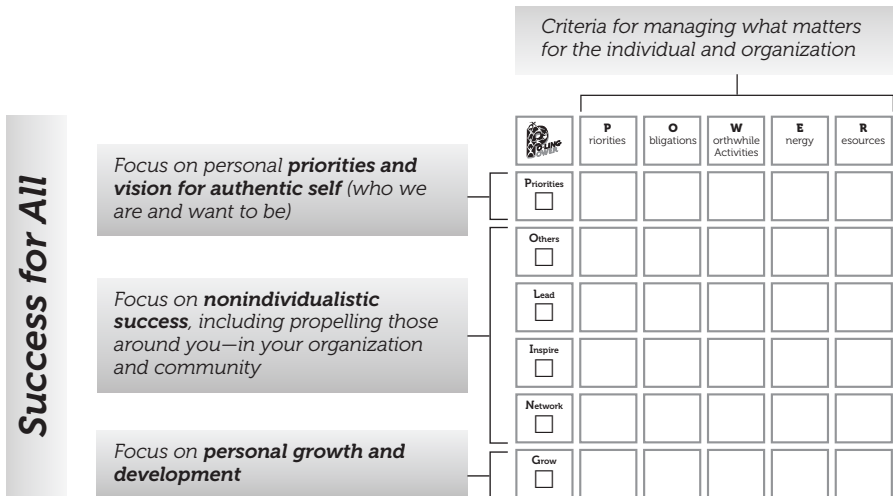 Criteria for managing what matters
for the individual and organization
Success for All
P
riorities
O
bligations
W
orthwhile
Activities
E
nergy
R
esources
Focus on personal priorities and
vision for authentic self (who we
are and want to be)
Priorities
Others
Focus on nonindividualistic
success, including propelling those
around you—in your organization
and community
Lead
Inspire
Network
Focus on personal growth and
development
Grow